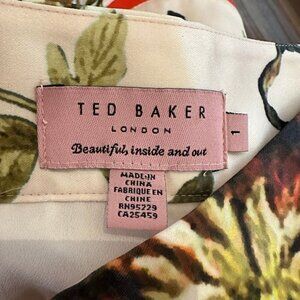 TED BAKER
LONDON
Beautiful, inside and out
1
MADE IN
CHINA
FABRIQUE EN
CHINE
RN95229
CA25459